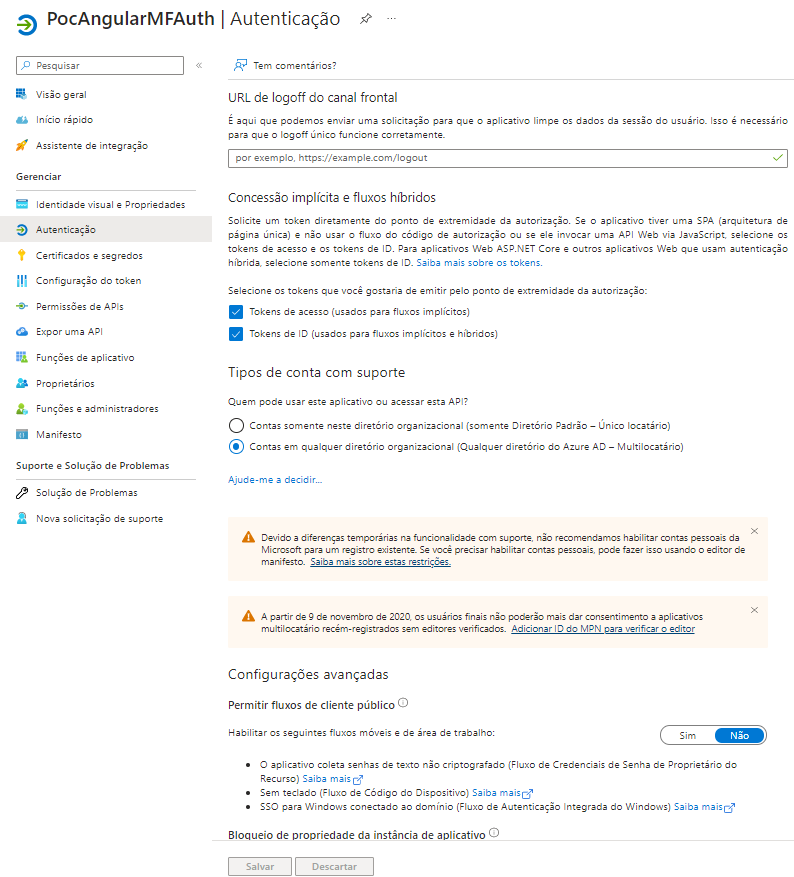 PocAngularMFAuth | Autenticação
Pesquisar
Visão geral
Início rápido
Assistente de integração
Gerenciar
Identidade visual e Propriedades
Autenticação
Certificados e segredos
Configuração do token
Permissões de APIs
Expor uma API
Funções de aplicativo
Proprietários
Funções e administradores
Manifesto
Suporte e Solução de Problemas
Solução de Problemas
Nova solicitação de suporte
Tem comentários?
URL de logoff do canal frontal
É aqui que podemos enviar uma solicitação para que o aplicativo limpe os dados da sessão do usuário. Isso é necessário
para que o logoff único funcione corretamente.
por exemplo, https://example.com/logout
Concessão implícita e fluxos híbridos
Solicite um token diretamente do ponto de extremidade da autorização. Se o aplicativo tiver uma SPA (arquitetura de
página única) e não usar o fluxo do código de autorização ou se ele invocar uma API Web via JavaScript, selecione os
tokens de acesso e os tokens de ID. Para aplicativos Web ASP.NET Core e outros aplicativos Web que usam autenticação
híbrida, selecione somente tokens de ID. Saiba mais sobre os tokens.
Selecione os tokens que você gostaria de emitir pelo ponto de extremidade da autorização:
Tokens de acesso (usados para fluxos implícitos)
Tokens de ID (usados para fluxos implícitos e híbridos)
Tipos de conta com suporte
Quem pode usar este aplicativo ou acessar esta API?
Contas somente neste diretório organizacional (somente Diretório Padrão – Único locatário)
Contas em qualquer diretório organizacional (Qualquer diretório do Azure AD – Multilocatário)
Ajude-me a decidir...
Devido a diferenças temporárias na funcionalidade com suporte, não recomendamos habilitar contas pessoais da
Microsoft para um registro existente. Se você precisar habilitar contas pessoais, pode fazer isso usando o editor de
manifesto. Saiba mais sobre estas restrições.
A partir de 9 de novembro de 2020, os usuários finais não poderão mais dar consentimento a aplicativos
multilocatário recém-registrados sem editores verificados. Adicionar ID do MPN para verificar o editor
Configurações avançadas
Permitir fluxos de cliente público
Habilitar os seguintes fluxos móveis e de área de trabalho:
Sim Não
O aplicativo coleta senhas de texto não criptografado (Fluxo de Credenciais de Senha de Proprietário do
Recurso) Saiba mais
Sem teclado (Fluxo de Código do Dispositivo) Saiba mais
SSO para Windows conectado ao domínio (Fluxo de Autenticação Integrada do Windows) Saiba mais
Bloqueio de propriedade da instância de aplicativo
Salvar Descartar